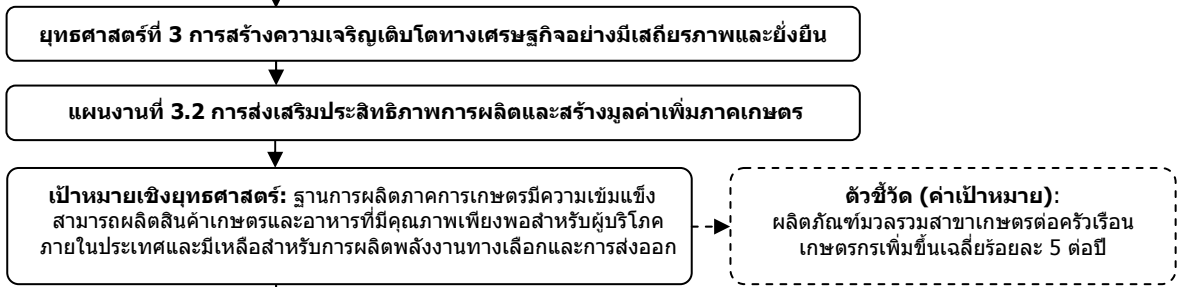 ยุทธศาสตร์ที่ 3 การสร้างความเจริญเติบโตทางเศรษฐกิจอย่างมีเสถียรภาพและยั่งยืน
แผนงานที่ 3.2 การส่งเสริมประสิทธิภาพการผลิตและสร้างมูลค่าเพิ่มภาคเกษตร
เป้าหมายเชิงยุทธศาสตร์: ฐานการผลิตภาคการเกษตรมีความเข้มแข็ง
สามารถผลิตสินค้าเกษตรและอาหารที่มีคุณภาพเพียงพอสำหรับผู้บริโภค
ภายในประเทศและมีเหลือสำหรับการผลิตพลังงานทางเลือกและการส่งออก
ตัวชี้วัด (ค่าเป้าหมาย):
ผลิตภัณฑ์มวลรวมสาขาเกษตรต่อครัวเรือน
เกษตรกรเพิ่มขึ้นเฉลี่ยร้อยละ 5 ต่อปี